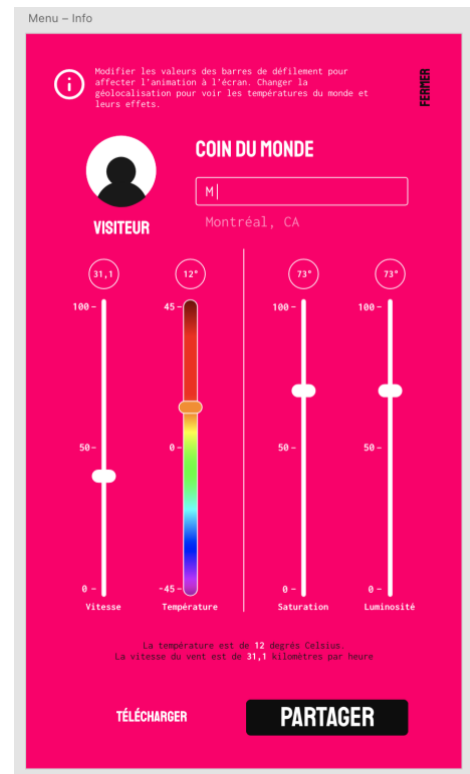 Menu – Info
Modifier les valeurs des barres de défilement pour
affecter l'animation à l'écran. Changer la
géolocalisation pour voir les températures du monde et
leurs effets.
FERMER
COIN DU MONDE
M
Montréal, CA
VISITEUR
31,1
12°
73°
73°
100 –
45 –
100 –
100 –
50 –
0 –
50 –
50 –
0 –
-45 –
0 –
0 –
Vitesse
Température
Saturation
Luminosité
La température est de 12 degrés Celsius.
La vitesse du vent est de 31,1 kilomètres par heure
TÉLÉCHARGER
PARTAGER